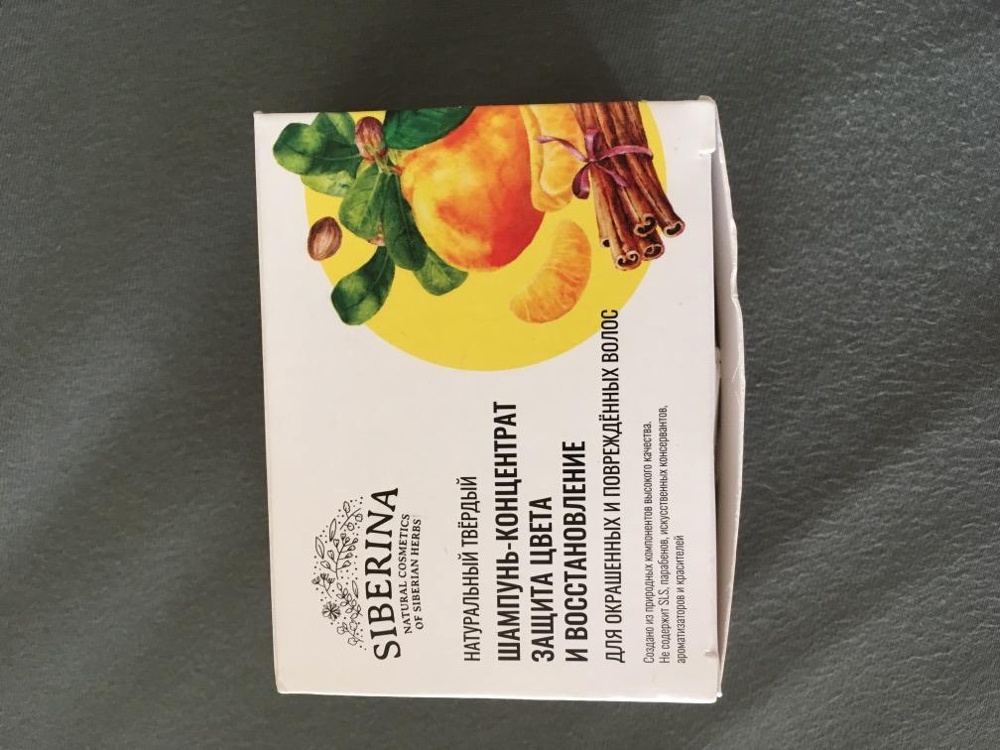 SIBERINA
NATURAL COSMETICS
OF SIBERIAN HERBS
НАТУРАЛЬНЫЙ ТВЁРДЫЙ
ШАМПУНЬ-КОНЦЕНТРАТ
ЗАЩИТА ЦВЕТА
И ВОССТАНОВЛЕНИЕ
ДЛЯ ОКРАШЕННЫХ И ПОВРЕЖДЁННЫХ ВОЛОС
Создано из природных компонентов высокого качества.
Не содержит SLS, парабенов, искусственных консервантов,
ароматизаторов и красителей